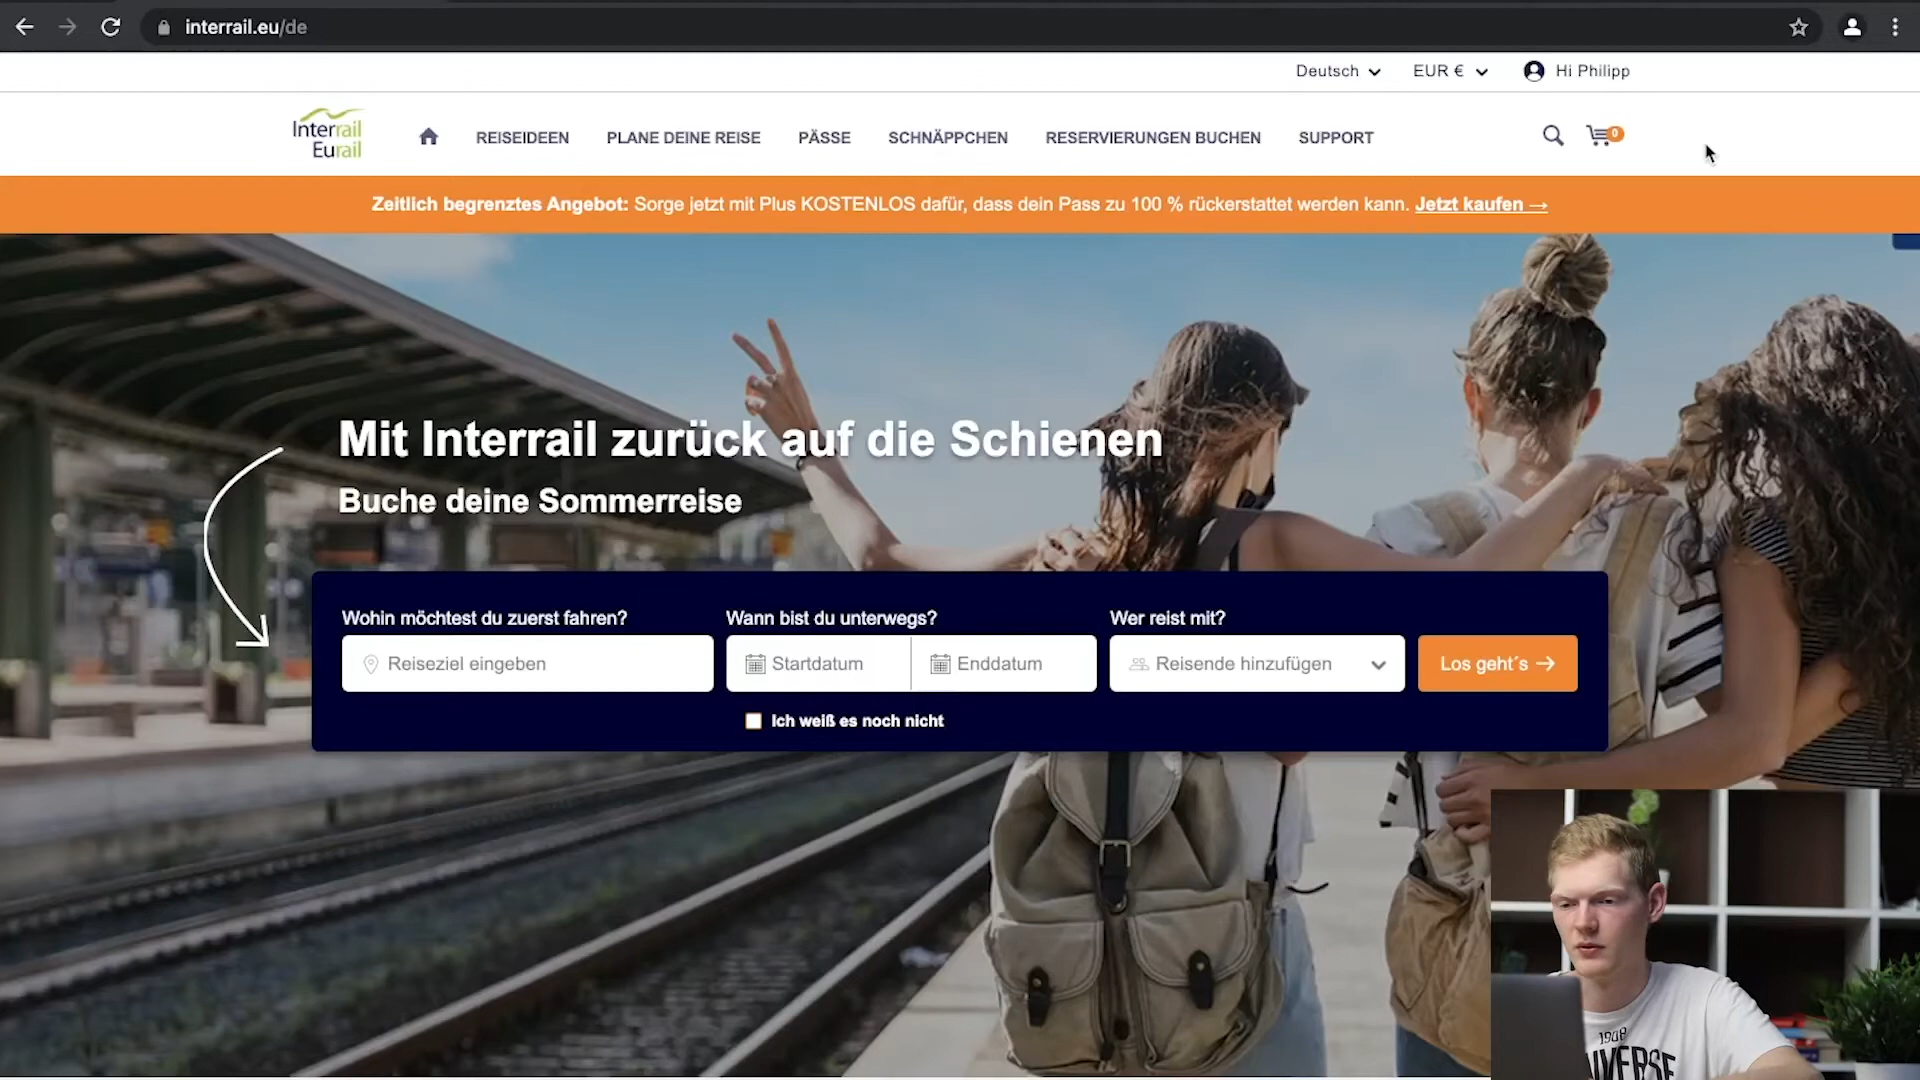 interrail.eu/de
Deutsch
EUR €
Hi Philipp
Interrail
Eurail
REISEIDEEN
PLANE DEINE REISE
PÄSSE
SCHNÄPPCHEN
RESERVIERUNGEN BUCHEN
SUPPORT
0
Zeitlich begrenztes Angebot: Sorge jetzt mit Plus KOSTENLOS dafür, dass dein Pass zu 100 % rückerstattet werden kann. Jetzt kaufen →
Mit Interrail zurück auf die Schienen
Buche deine Sommerreise
Wohin möchtest du zuerst fahren?
Wann bist du unterwegs?
Wer reist mit?
Reiseziel eingeben
Startdatum
Enddatum
Reisende hinzufügen
Los geht´s →
Ich weiß es noch nicht
1908